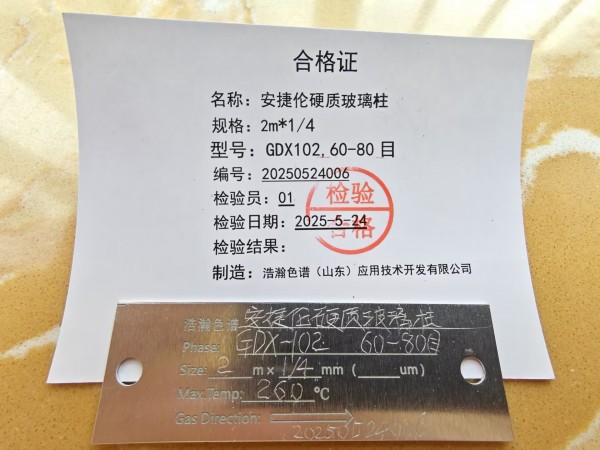 合格证
名称：安捷伦硬质玻璃柱
规格：2m*1/4
型号：GDX102，60-80目
编号：20250524006
检验员：01
检验日期：2025-5-24
检验结果：
检验
合格
制造：浩瀚色谱（山东）应用技术开发有限公司
浩瀚色谱 安捷伦硬质玻璃柱
Phase: GDX-102 60-80目
Size: 2 m×1/4 mm (____um)
Max Temp: 260 ℃
Gas Direction: